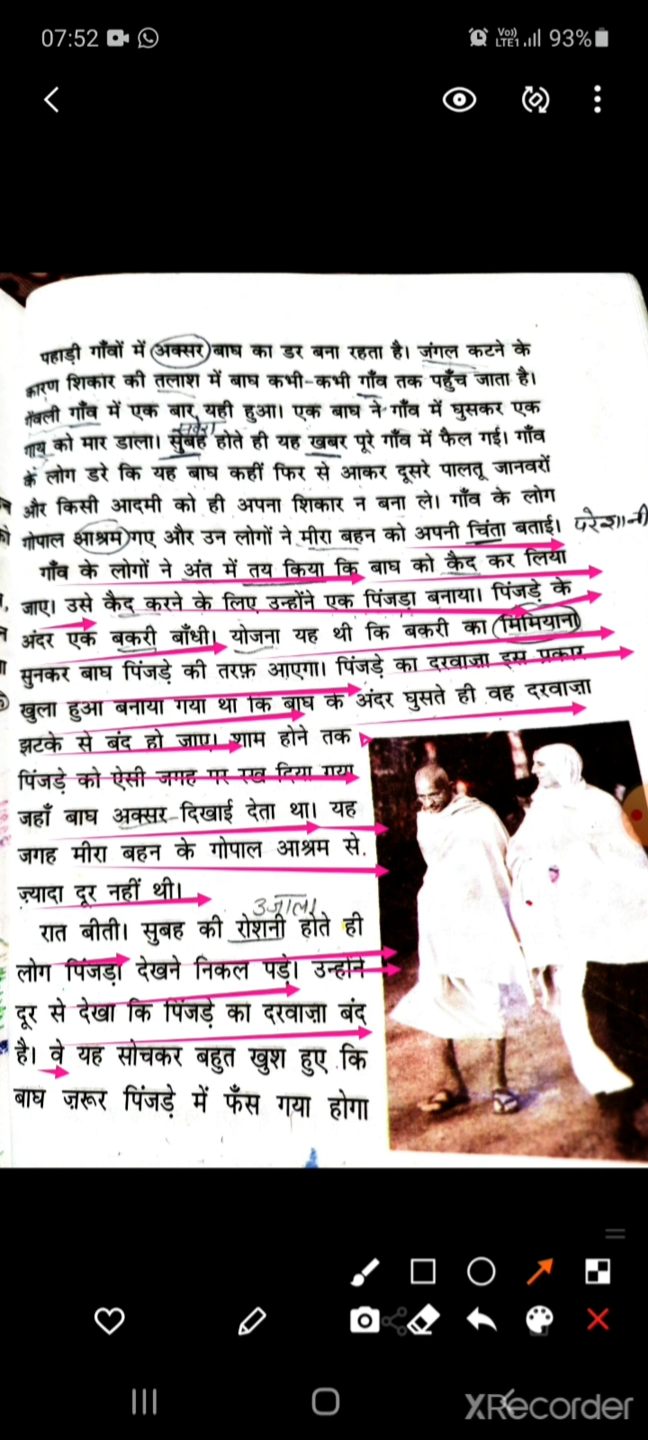 07:52
Vo)) LTE1 93%
पहाड़ी गाँवों में अक्सर बाघ का डर बना रहता है। जंगल कटने के
कारण शिकार की तलाश में बाघ कभी-कभी गाँव तक पहुँच जाता है।
गेंवली गाँव में एक बार यही हुआ। एक बाघ ने गाँव में घुसकर एक
सवेरा
गाय को मार डाला। सुबह होते ही यह खबर पूरे गाँव में फैल गई। गाँव
के लोग डरे कि यह बाघ कहीं फिर से आकर दूसरे पालतू जानवरों
और किसी आदमी को ही अपना शिकार न बना ले। गाँव के लोग
गोपाल आश्रम गए और उन लोगों ने मीरा बहन को अपनी चिंता बताई। परेशानी
गाँव के लोगों ने अंत में तय किया कि बाघ को कैद कर लिया
जाए। उसे कैद करने के लिए उन्होंने एक पिंजड़ा बनाया। पिंजड़े के
अंदर एक बकरी बाँधी। योजना यह थी कि बकरी का मिमियाना
सुनकर बाघ पिंजड़े की तरफ़ आएगा। पिंजड़े का दरवाज़ा इस प्रकार
खुला हुआ बनाया गया था कि बाघ के अंदर घुसते ही वह दरवाज़ा
झटके से बंद हो जाए। शाम होने तक
पिंजड़े को ऐसी जगह पर रख दिया गया
जहाँ बाघ अक्सर दिखाई देता था। यह
जगह मीरा बहन के गोपाल आश्रम से
ज़्यादा दूर नहीं थी।
उजाला
रात बीती। सुबह की रोशनी होते ही
लोग पिंजड़ा देखने निकल पड़े। उन्होंने
दूर से देखा कि पिंजड़े का दरवाज़ा बंद
है। वे यह सोचकर बहुत खुश हुए कि
बाघ ज़रूर पिंजड़े में फँस गया होगा
XRecorder